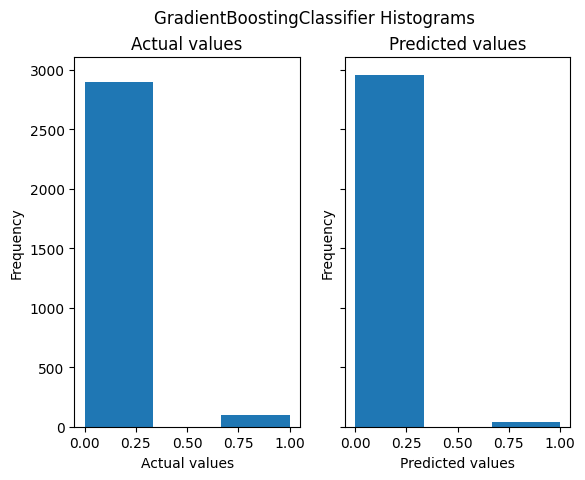 GradientBoostingClassifier Histograms
Actual values
Predicted values
3000
2500
2000
1500
1000
500
0
Frequency
Frequency
0.00 0.25 0.50 0.75 1.00
0.00 0.25 0.50 0.75 1.00
Actual values
Predicted values